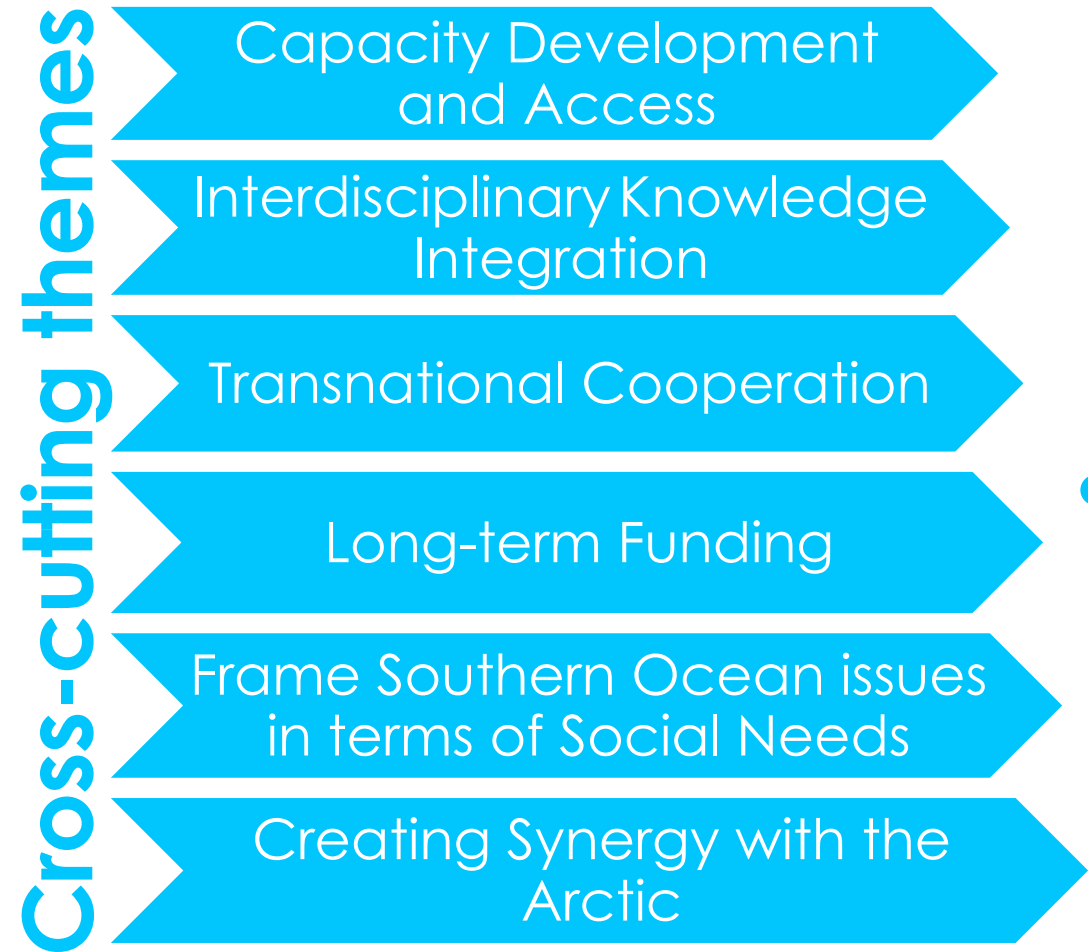 Cross-cutting themes
Capacity Development
and Access
Interdisciplinary Knowledge
Integration
Transnational Cooperation
Long-term Funding
Frame Southern Ocean issues
in terms of Social Needs
Creating Synergy with the
Arctic